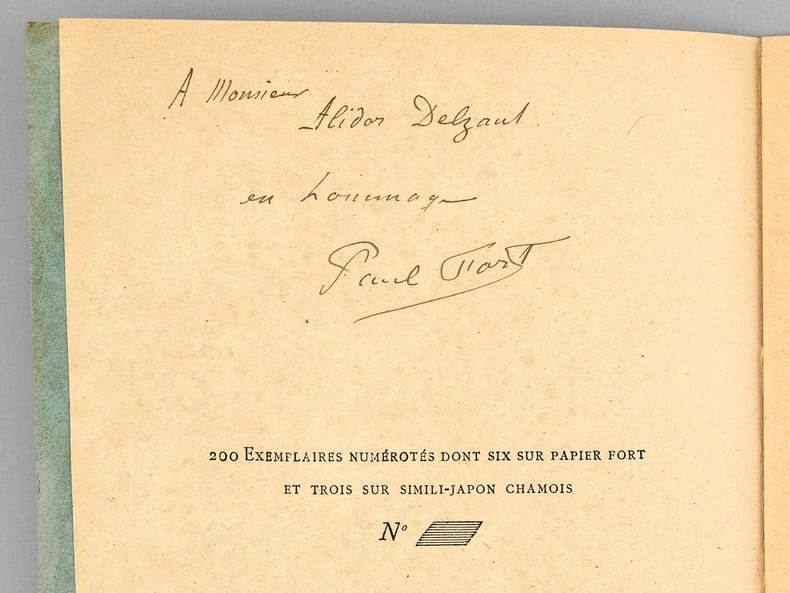 A Monsieur
Alidor Delzant
en hommage
Paul Fort
200 EXEMPLAIRES NUMÉROTÉS DONT SIX SUR PAPIER FORT
ET TROIS SUR SIMILI-JAPON CHAMOIS
Nº